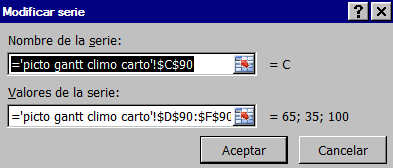 Modificar serie
Nombre de la serie:
='picto gantt climo carto'!$C$90 = C
Valores de la serie:
='picto gantt climo carto'!$D$90:$F$90 = 65; 35; 100
Aceptar Cancelar